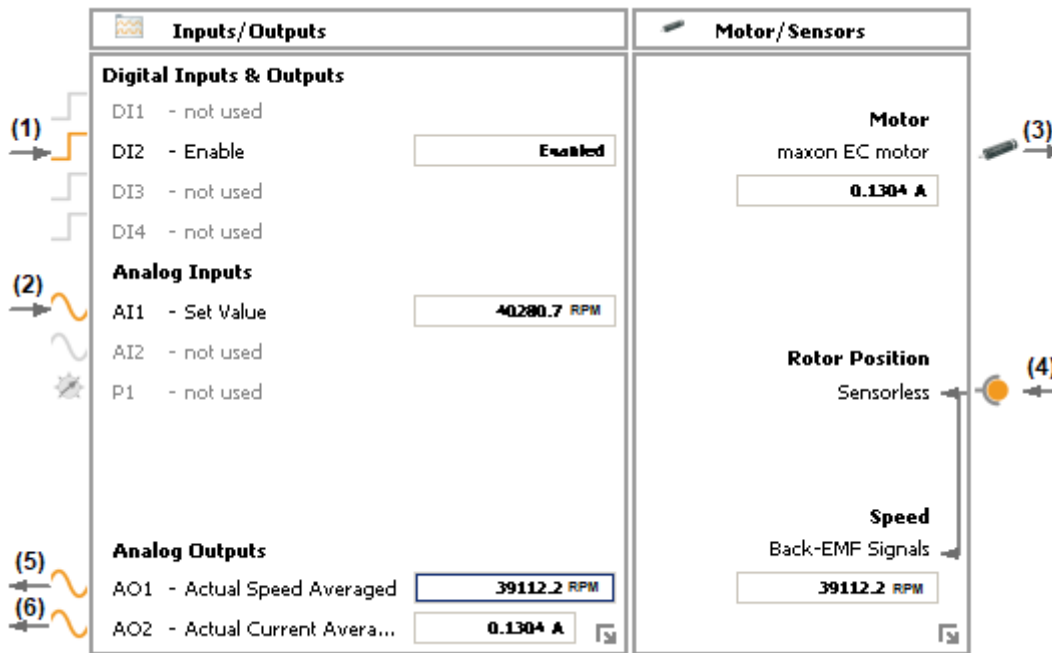 Inputs/Outputs
Motor/Sensors
Digital Inputs & Outputs
DI1 - not used
(1)
DI2 - Enable Enabled
DI3 - not used
DI4 - not used
Analog Inputs
(2)
AI1 - Set Value 40280.7 RPM
AI2 - not used
P1 - not used
Analog Outputs
(5)
AO1 - Actual Speed Averaged 39112.2 RPM
(6)
AO2 - Actual Current Avera... 0.1304 A
Motor
(3)
maxon EC motor
0.1304 A
Rotor Position
(4)
Sensorless
Speed
Back-EMF Signals
39112.2 RPM